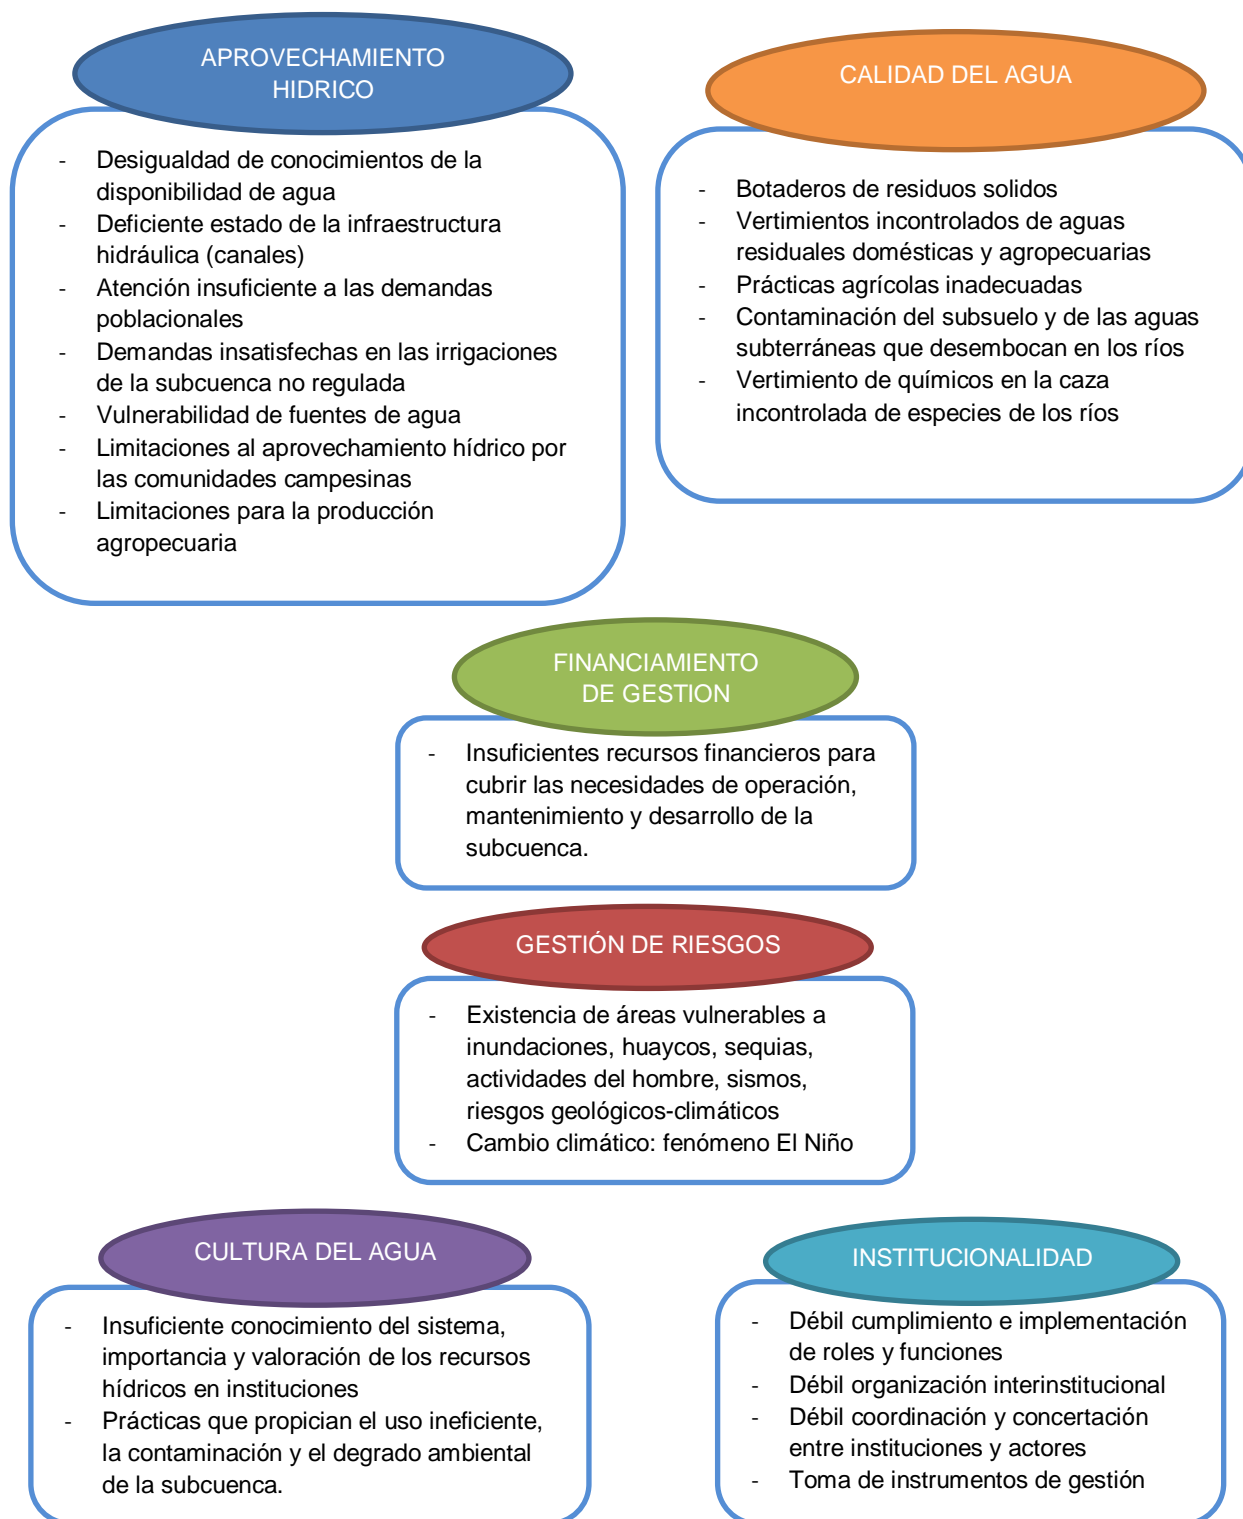 APROVECHAMIENTO
HIDRICO
- Desigualdad de conocimientos de la
disponibilidad de agua
- Deficiente estado de la infraestructura
hidráulica (canales)
- Atención insuficiente a las demandas
poblacionales
- Demandas insatisfechas en las irrigaciones
de la subcuenca no regulada
- Vulnerabilidad de fuentes de agua
- Limitaciones al aprovechamiento hídrico por
las comunidades campesinas
- Limitaciones para la producción
agropecuaria
CALIDAD DEL AGUA
- Botaderos de residuos solidos
- Vertimientos incontrolados de aguas
residuales domésticas y agropecuarias
- Prácticas agrícolas inadecuadas
- Contaminación del subsuelo y de las aguas
subterráneas que desembocan en los ríos
- Vertimiento de químicos en la caza
incontrolada de especies de los ríos
FINANCIAMIENTO
DE GESTION
- Insuficientes recursos financieros para
cubrir las necesidades de operación,
mantenimiento y desarrollo de la
subcuenca.
GESTIÓN DE RIESGOS
- Existencia de áreas vulnerables a
inundaciones, huaycos, sequias,
actividades del hombre, sismos,
riesgos geológicos-climáticos
- Cambio climático: fenómeno El Niño
CULTURA DEL AGUA
- Insuficiente conocimiento del sistema,
importancia y valoración de los recursos
hídricos en instituciones
- Prácticas que propician el uso ineficiente,
la contaminación y el degrado ambiental
de la subcuenca.
INSTITUCIONALIDAD
- Débil cumplimiento e implementación
de roles y funciones
- Débil organización interinstitucional
- Débil coordinación y concertación
entre instituciones y actores
- Toma de instrumentos de gestión